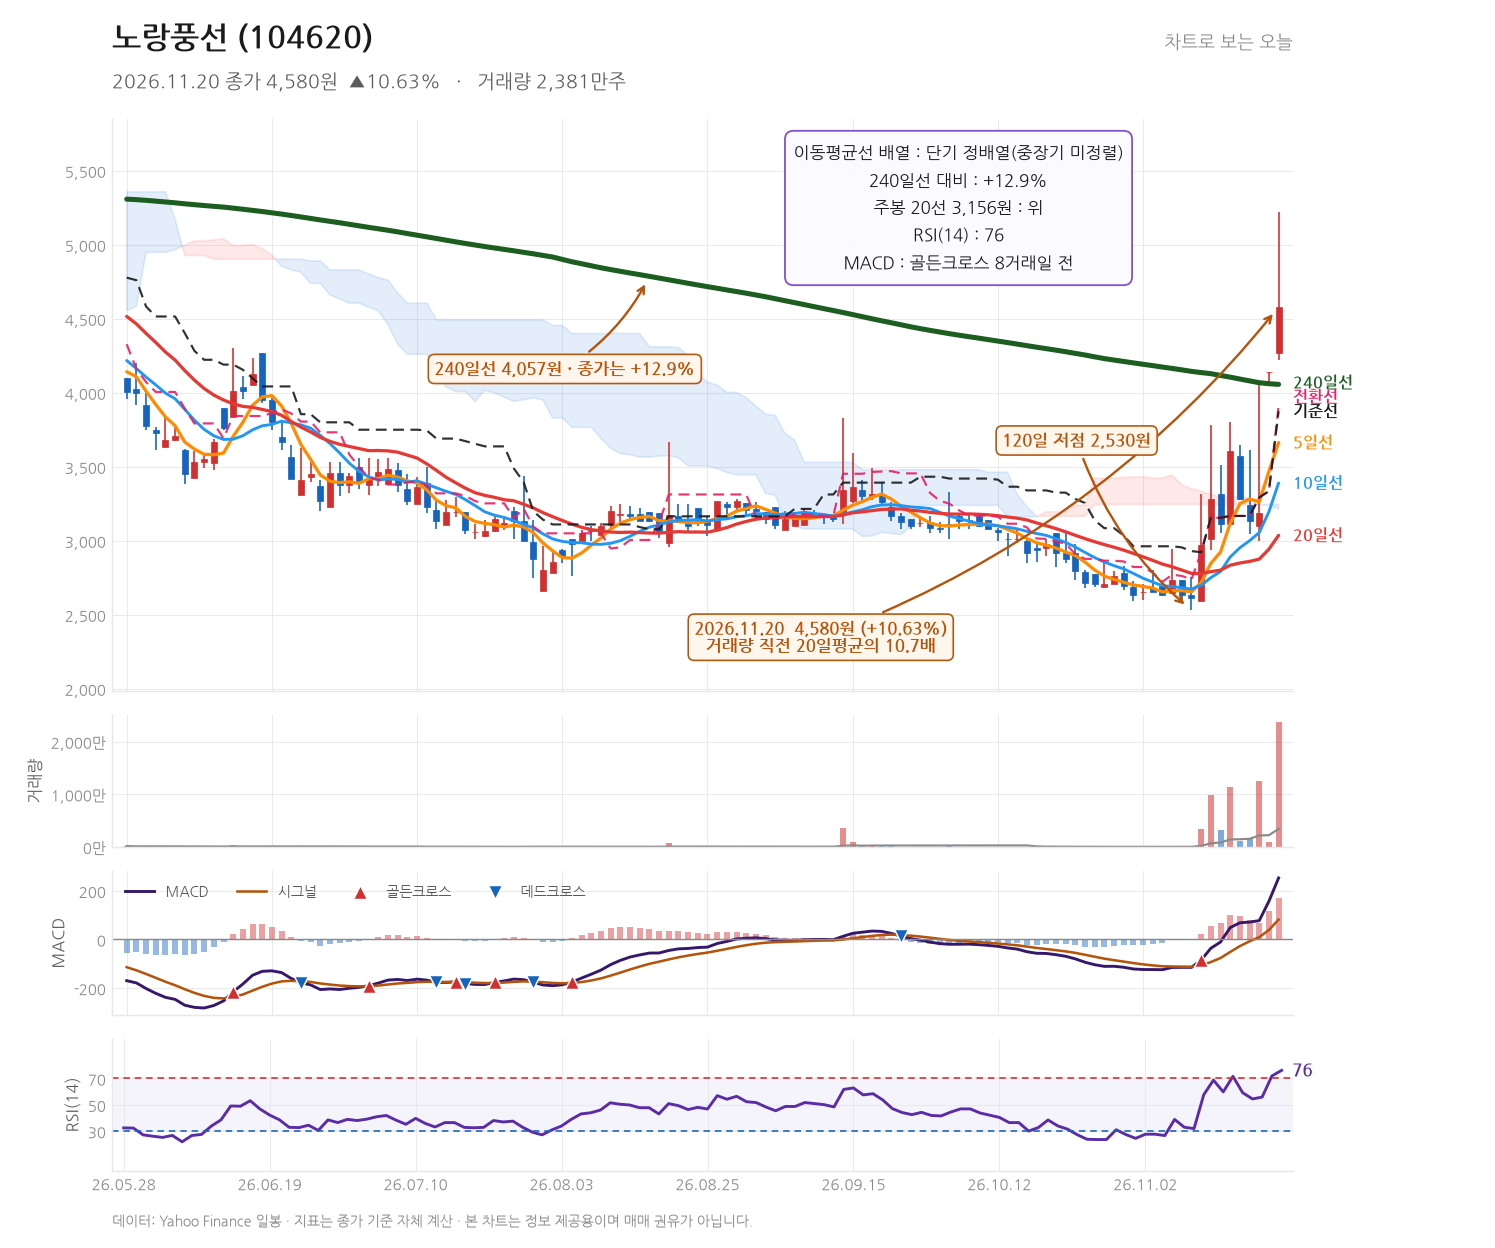 노랑풍선 (104620)
차트로 보는 오늘
2026.11.20 종가 4,580원 ▲10.63% · 거래량 2,381만주
이동평균선 배열 : 단기 정배열(중장기 미정렬)
240일선 대비 : +12.9%
주봉 20선 3,156원 : 위
RSI(14) : 76
MACD : 골든크로스 8거래일 전
5,500
5,000
4,500
4,000
3,500
3,000
2,500
2,000
240일선 4,057원 · 종가는 +12.9%
120일 저점 2,530원
2026.11.20 4,580원 (+10.63%)
거래량 직전 20일평균의 10.7배
240일선
전환선
기준선
5일선
10일선
20일선
거래량
2,000만
1,000만
0만
MACD
200
0
-200
MACD
시그널
골든크로스
데드크로스
RSI(14)
70
50
30
76
26.05.28
26.06.19
26.07.10
26.08.03
26.08.25
26.09.15
26.10.12
26.11.02
데이터: Yahoo Finance 일봉 · 지표는 종가 기준 자체 계산 · 본 차트는 정보 제공용이며 매매 권유가 아닙니다.